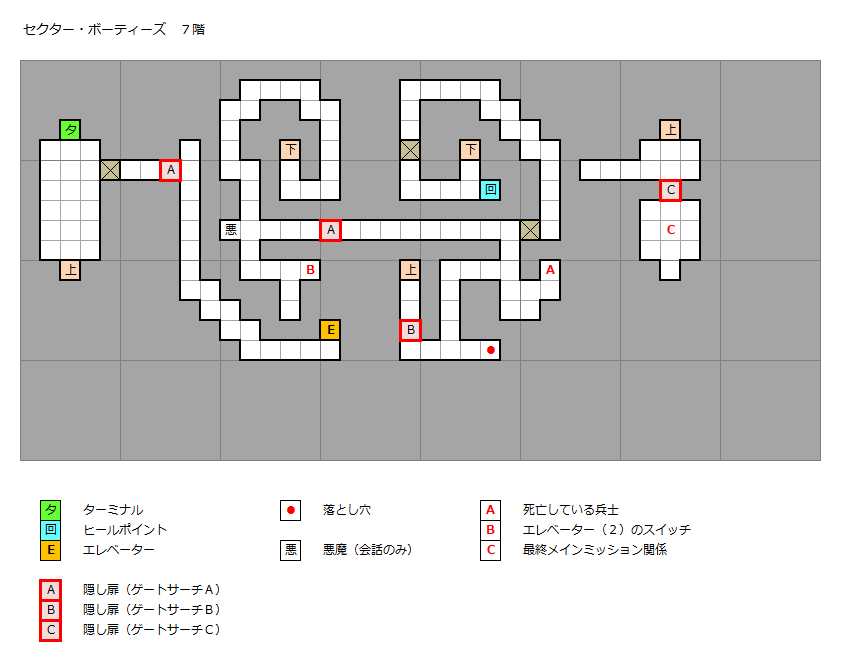 セクター・ボーティーズ　７階
タ
上
A
下
下
回
上
C
C
悪
A
上
B
上
A
E
B
タ ターミナル
回 ヒールポイント
E エレベーター
落とし穴
悪 悪魔（会話のみ）
A 死亡している兵士
B エレベーター（２）のスイッチ
C 最終メインミッション関係
A 隠し扉（ゲートサーチＡ）
B 隠し扉（ゲートサーチＢ）
C 隠し扉（ゲートサーチＣ）